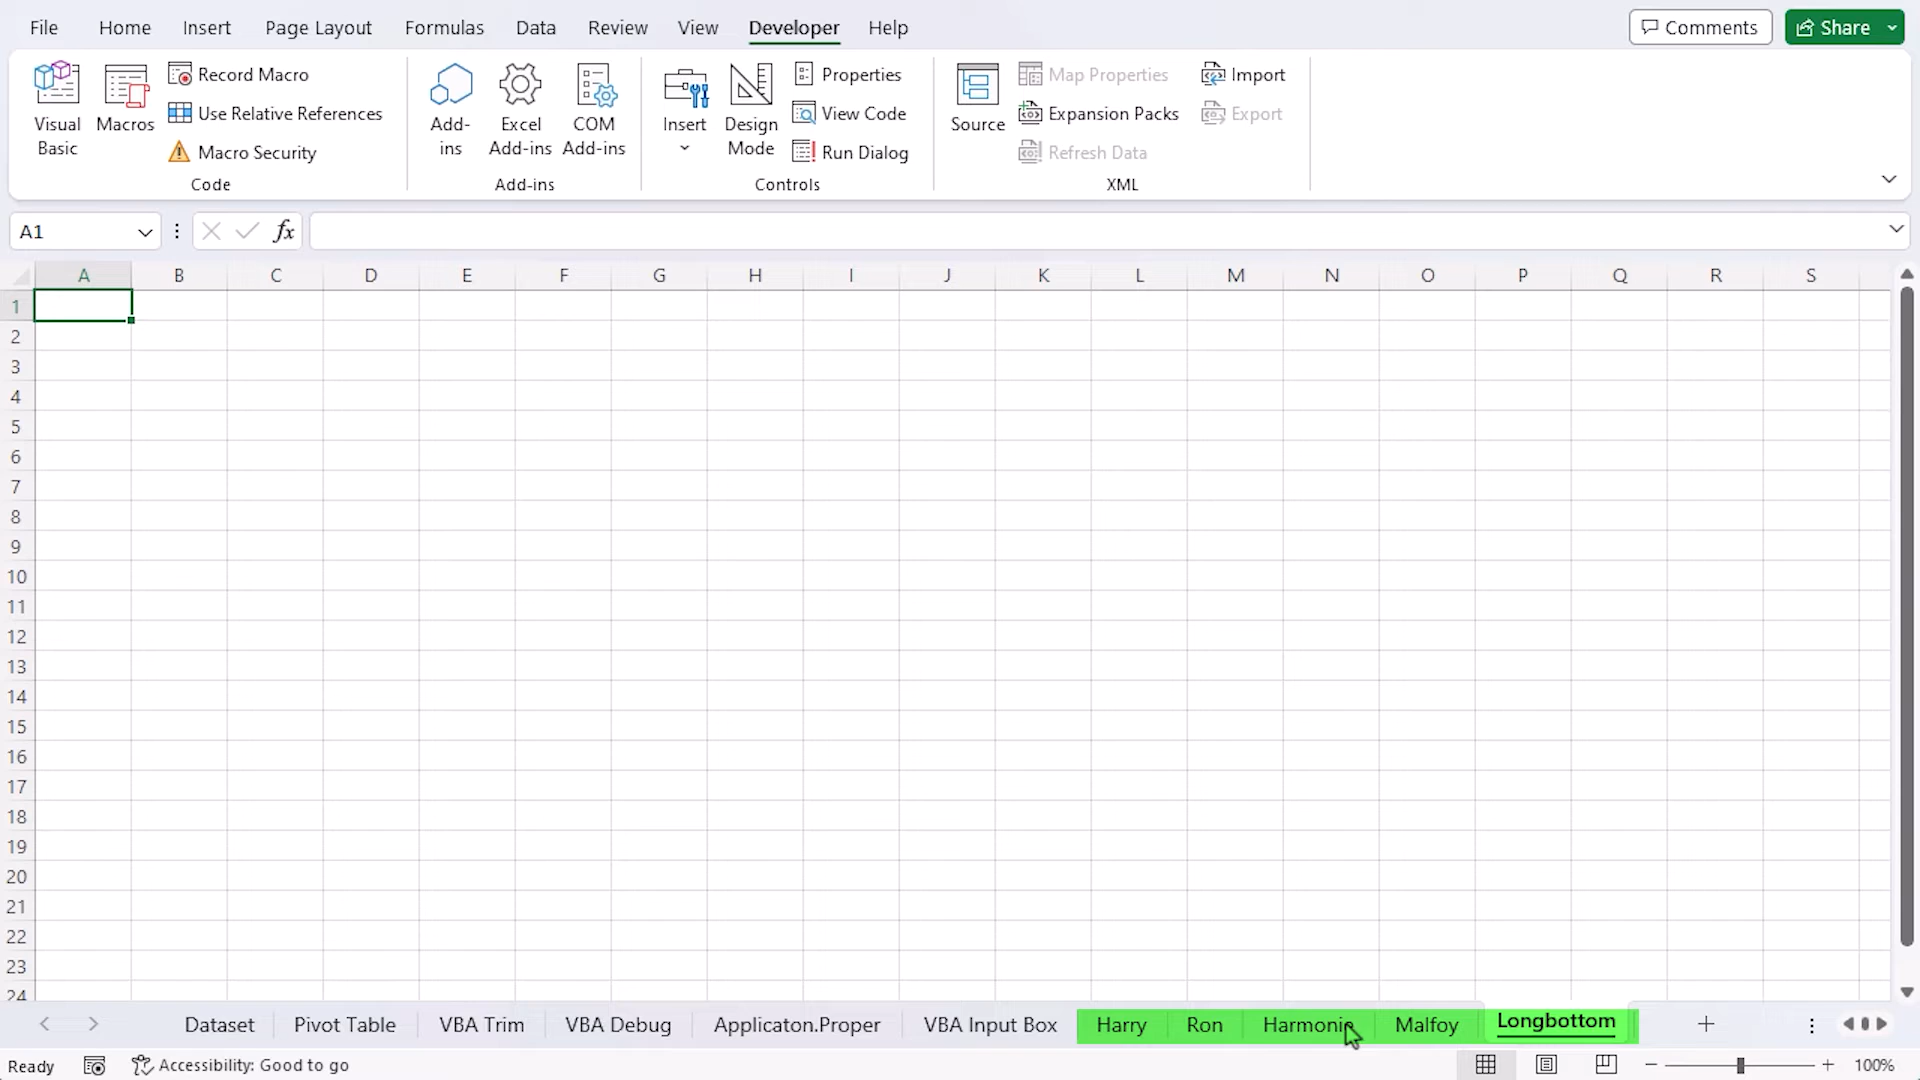 File Home Insert Page Layout Formulas Data Review View Developer Help Comments Share
Visual Basic
Macros
Record Macro
Use Relative References
Macro Security
Code
Add-ins
Excel Add-ins
COM Add-ins
Add-ins
Insert
Design Mode
Properties
View Code
Run Dialog
Controls
Source
Map Properties
Expansion Packs
Refresh Data
Import
Export
XML
A1 fx
A B C D E F G H I J K L M N O P Q R S
1
2
3
4
5
6
7
8
9
10
11
12
13
14
15
16
17
18
19
20
21
22
23
24
Dataset Pivot Table VBA Trim VBA Debug Applicaton.Proper VBA Input Box Harry Ron Malfoy Longbottom
Ready Accessibility: Good to go 100%